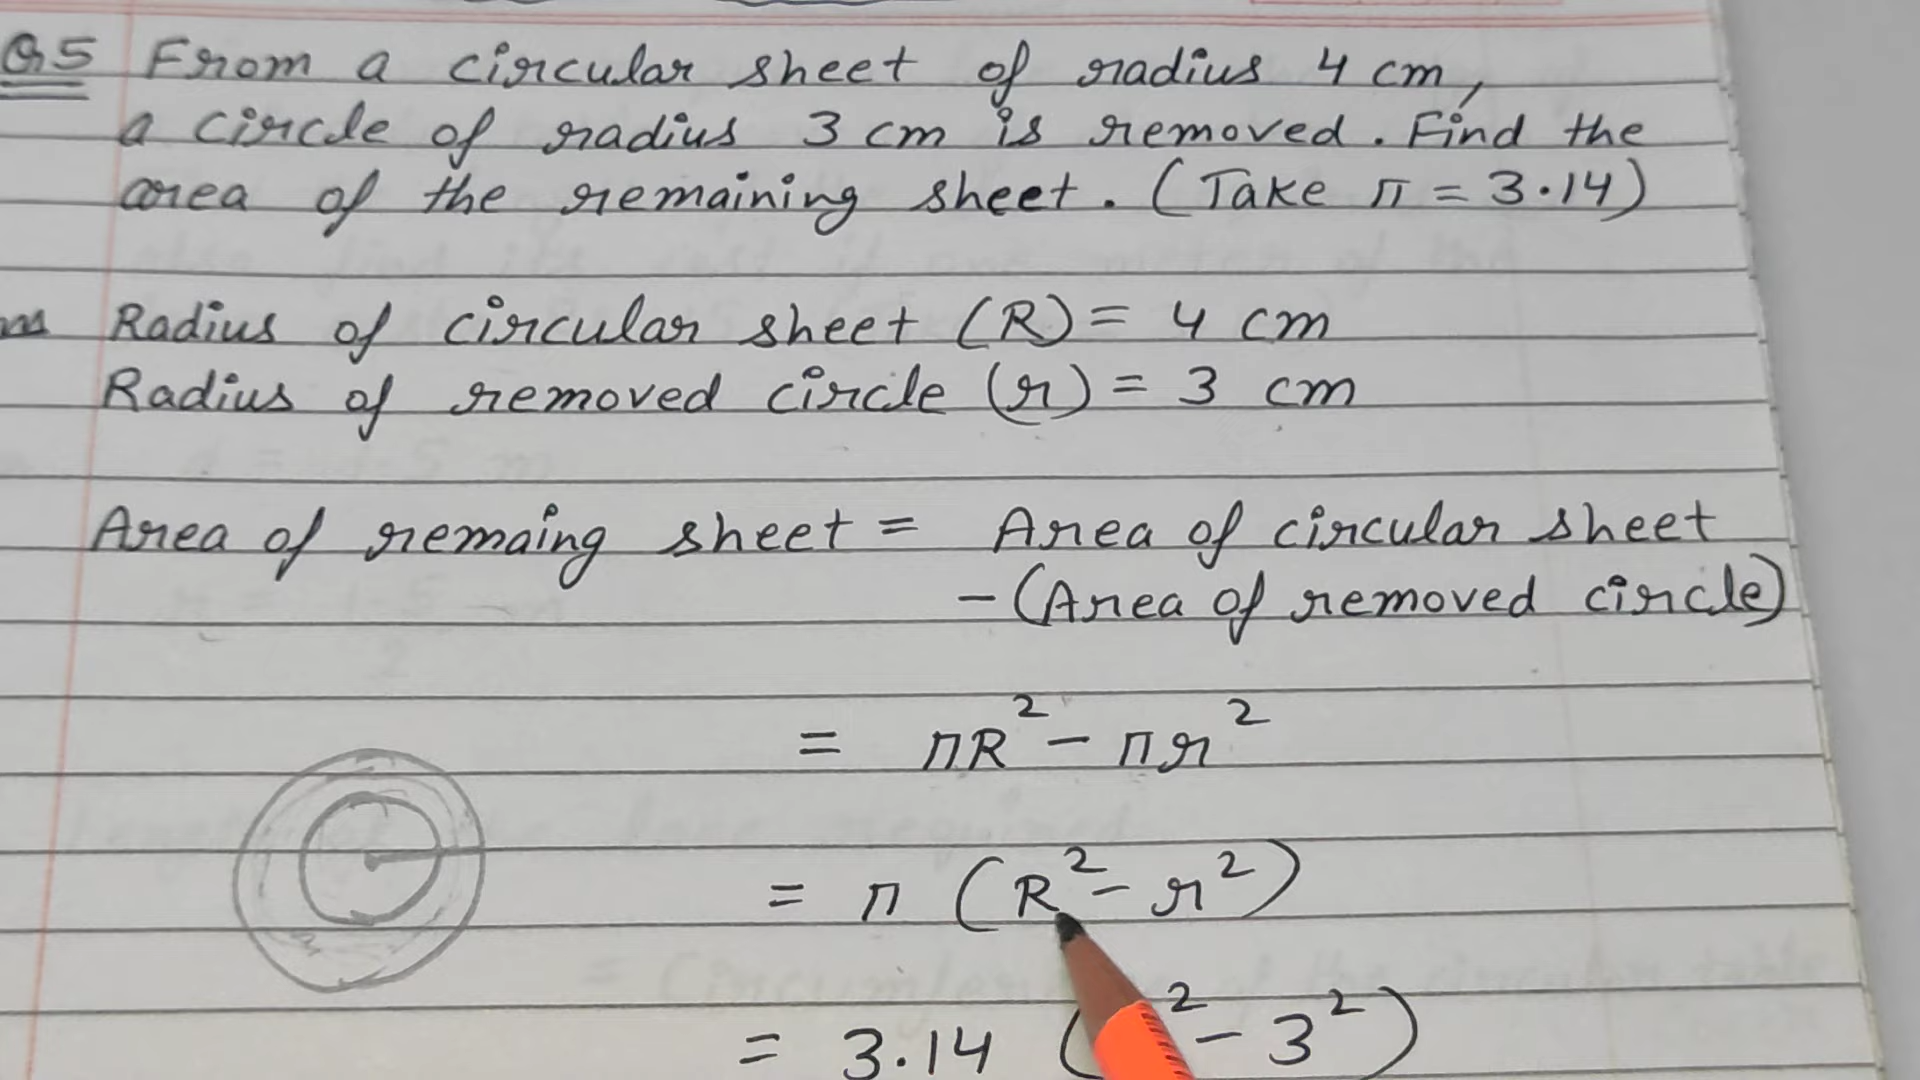 Q5 From a circular sheet of radius 4 cm,
a circle of radius 3 cm is removed. Find the
area of the remaining sheet. (Take π = 3.14)
Radius of circular sheet (R) = 4 cm
Radius of removed circle (r) = 3 cm
Area of remaing sheet = Area of circular sheet
- (Area of removed circle)
= πR² - πr²
= π (R² - r²)
= 3.14 ( ² - 3²)